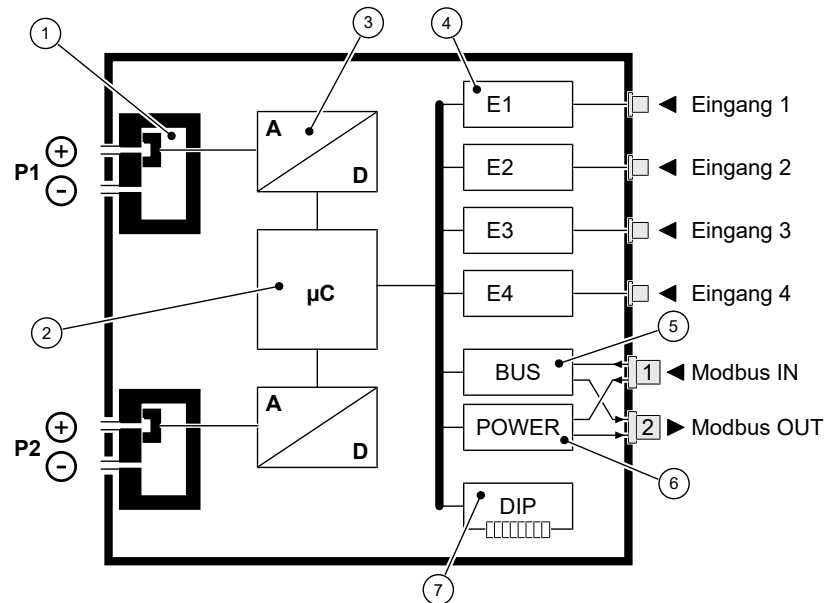 1
3
4
A
D
E1
Eingang 1
P1
+
-
E2
Eingang 2
E3
Eingang 3
µC
2
E4
Eingang 4
5
BUS
1
Modbus IN
A
D
P2
+
-
POWER
2
Modbus OUT
6
DIP
7